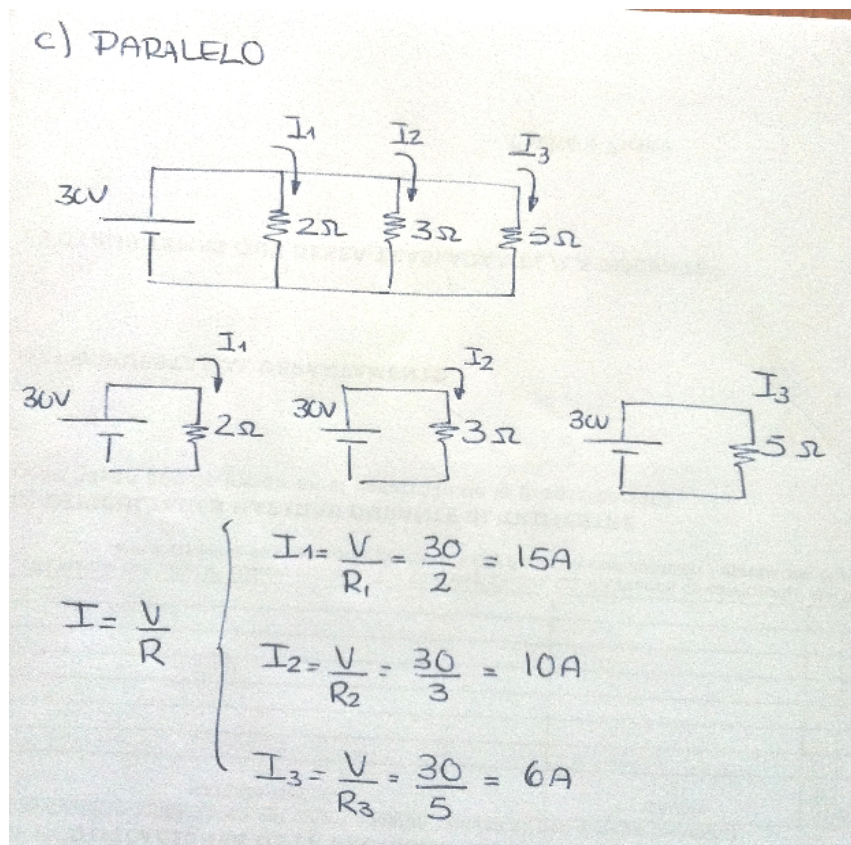 c) PARALELO
I1 I2 I3
30V 2Ω 3Ω 5Ω
I1 I2 I3
30V 2Ω 30V 3Ω 30V 5Ω
I1 = V/R1 = 30/2 = 15A
I = V/R
I2 = V/R2 = 30/3 = 10A
I3 = V/R3 = 30/5 = 6A